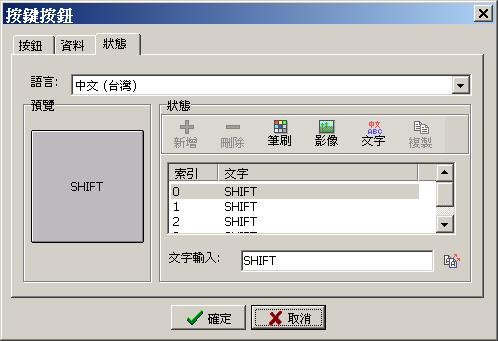 按鍵按鈕
按鈕 資料 狀態
語言: 中文 (台灣)
預覽
SHIFT
狀態
新增 刪除 筆刷 影像 文字 複製
中文
ABC
索引 文字
0 SHIFT
1 SHIFT
2 SHIFT
文字輸入: SHIFT
確定 取消